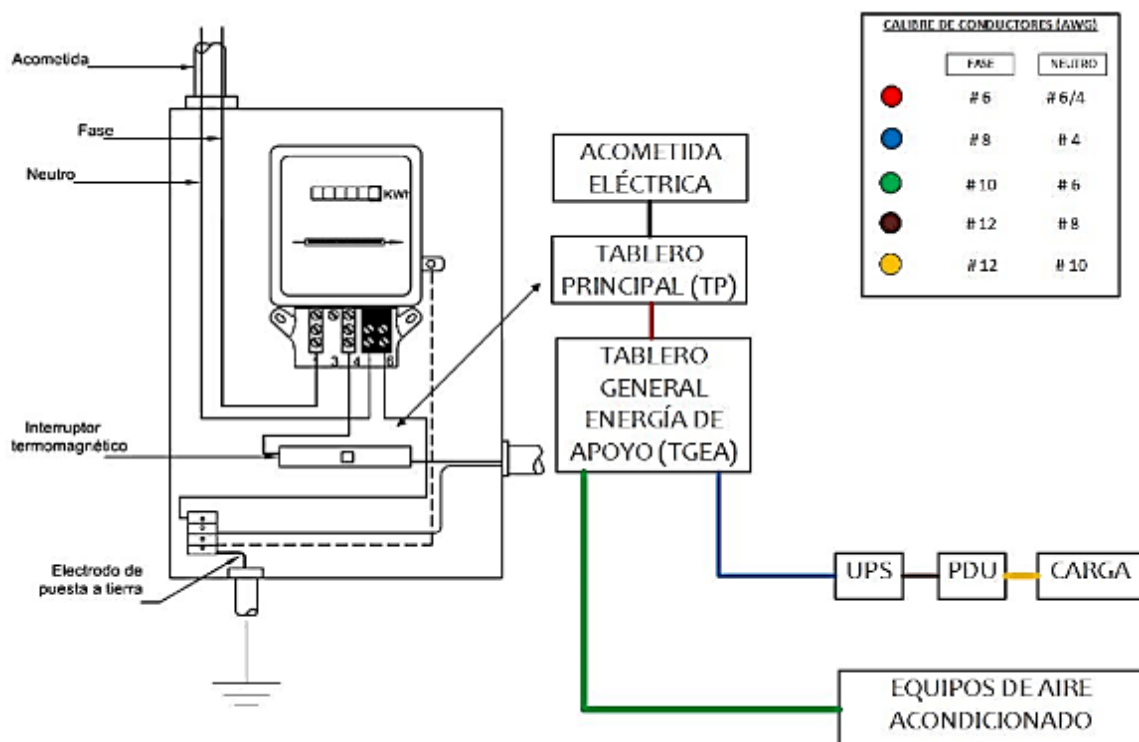 Acometida
Fase
Neutro
KWh
1 3 4 6
Interruptor
termomagnético
Electrodo de
puesta a tierra
ACOMETIDA
ELÉCTRICA
TABLERO
PRINCIPAL (TP)
TABLERO
GENERAL
ENERGÍA DE
APOYO (TGEA)
UPS
PDU
CARGA
EQUIPOS DE AIRE
ACONDICIONADO
CALIBRE DE CONDUCTORES (AWG)
FASE NEUTRO
#6 #6/4
#8 #4
#10 #6
#12 #8
#12 #10